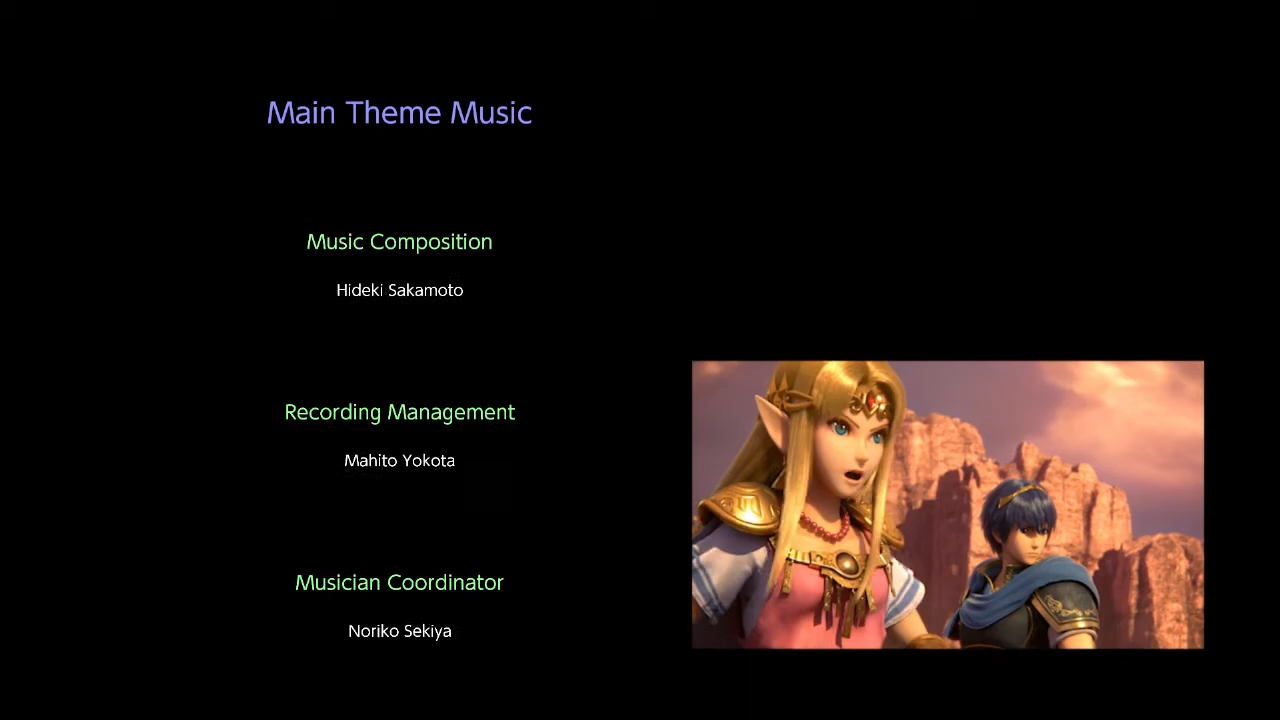 Main Theme Music
Music Composition
Hideki Sakamoto
Recording Management
Mahito Yokota
Musician Coordinator
Noriko Sekiya